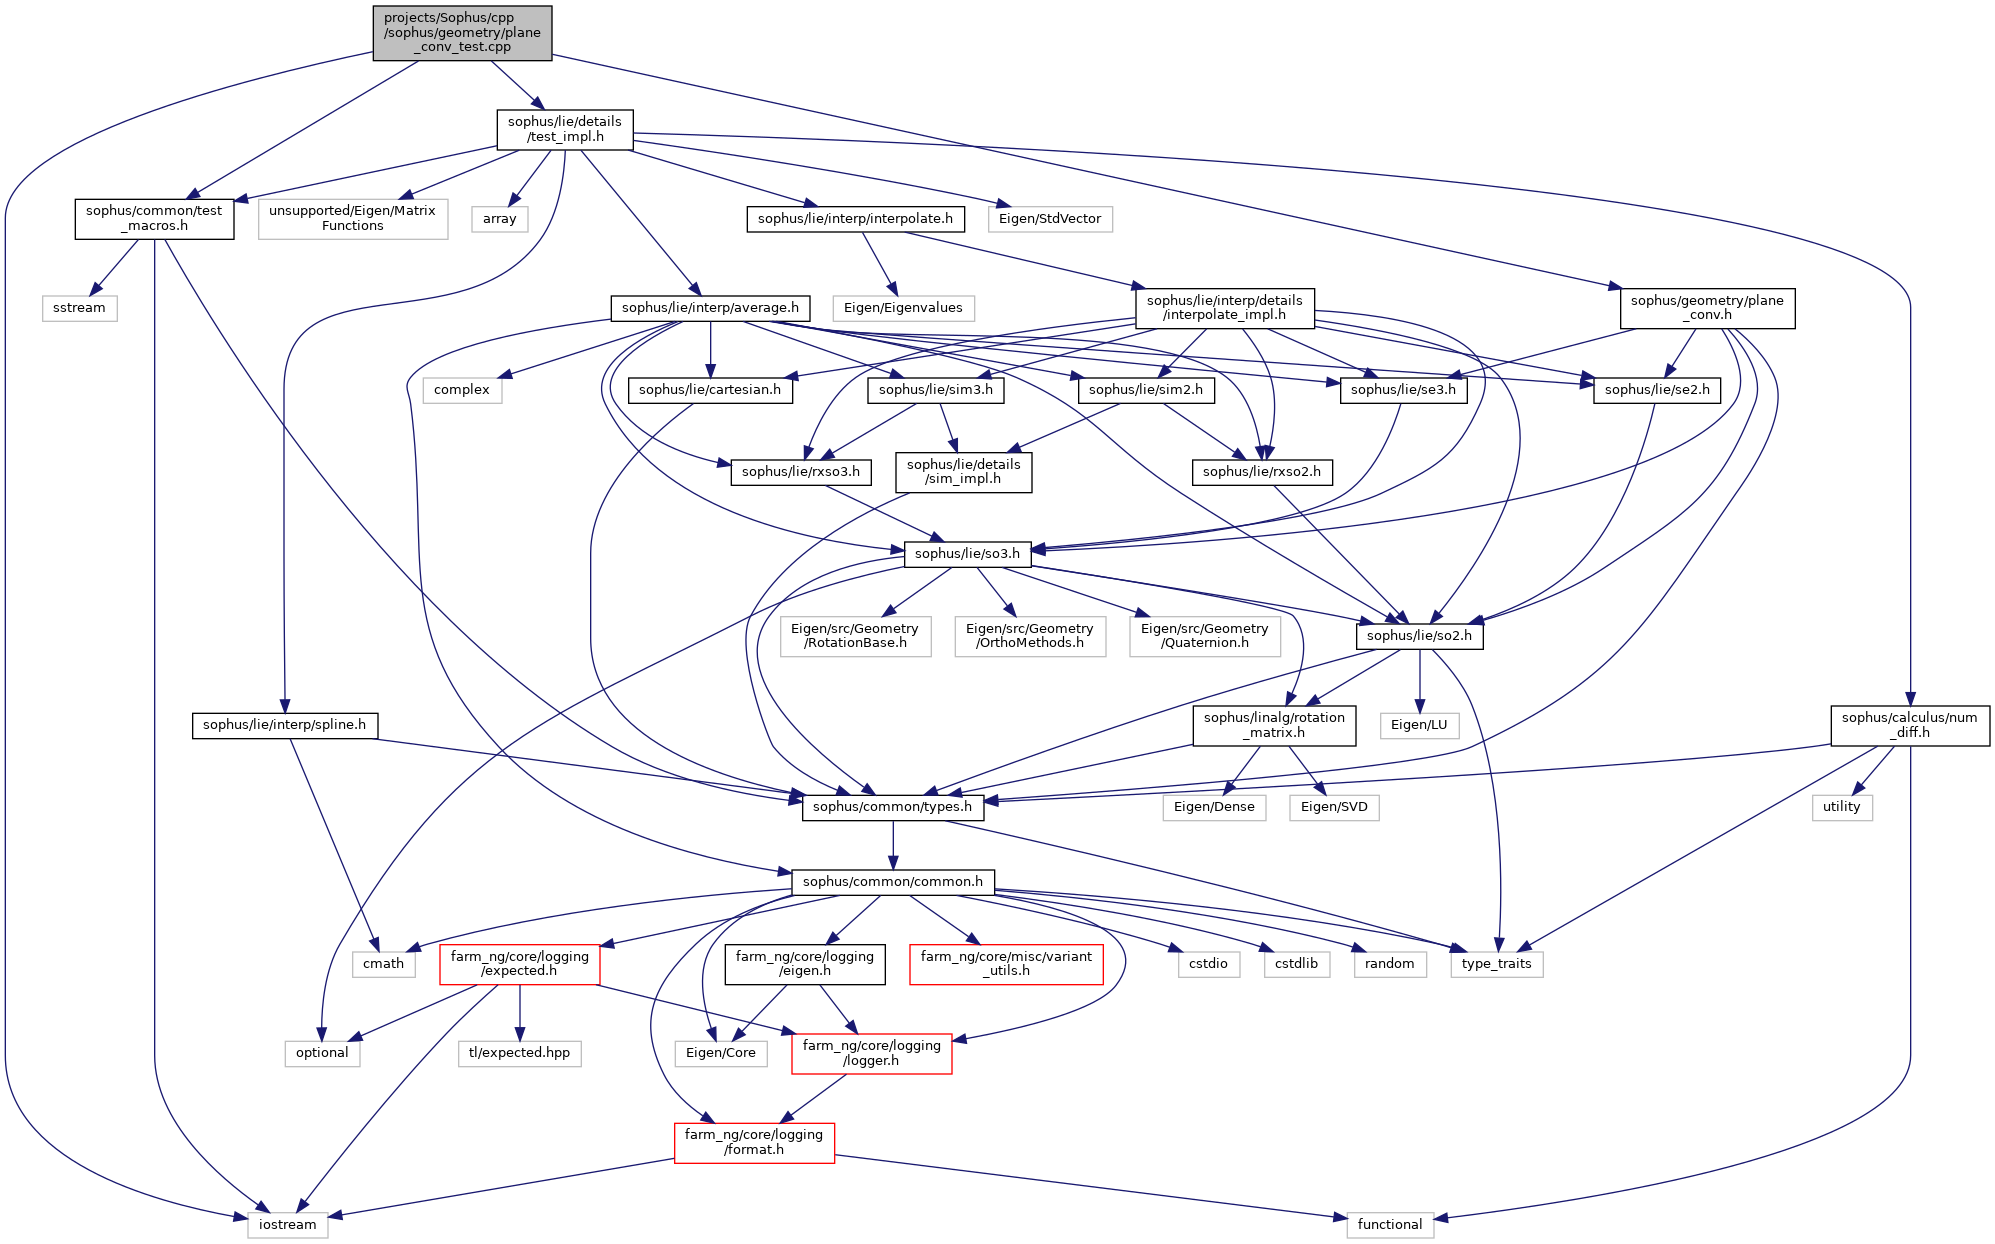 projects/Sophus/cpp
/sophus/geometry/plane
_conv_test.cpp
sophus/lie/details
/test_impl.h
sophus/common/test
_macros.h
unsupported/Eigen/Matrix
Functions
array
sophus/lie/interp/interpolate.h
Eigen/StdVector
sstream
sophus/lie/interp/average.h
Eigen/Eigenvalues
sophus/lie/interp/details
/interpolate_impl.h
sophus/geometry/plane
_conv.h
complex
sophus/lie/cartesian.h
sophus/lie/sim3.h
sophus/lie/sim2.h
sophus/lie/se3.h
sophus/lie/se2.h
sophus/lie/rxso3.h
sophus/lie/details
/sim_impl.h
sophus/lie/rxso2.h
sophus/lie/so3.h
Eigen/src/Geometry
/RotationBase.h
Eigen/src/Geometry
/OrthoMethods.h
Eigen/src/Geometry
/Quaternion.h
sophus/lie/so2.h
sophus/lie/interp/spline.h
sophus/linalg/rotation
_matrix.h
Eigen/LU
sophus/calculus/num
_diff.h
sophus/common/types.h
Eigen/Dense
Eigen/SVD
utility
sophus/common/common.h
cmath
farm_ng/core/logging
/expected.h
farm_ng/core/logging
/eigen.h
farm_ng/core/misc/variant
_utils.h
cstdio
cstdlib
random
type_traits
optional
tl/expected.hpp
Eigen/Core
farm_ng/core/logging
/logger.h
farm_ng/core/logging
/format.h
iostream
functional